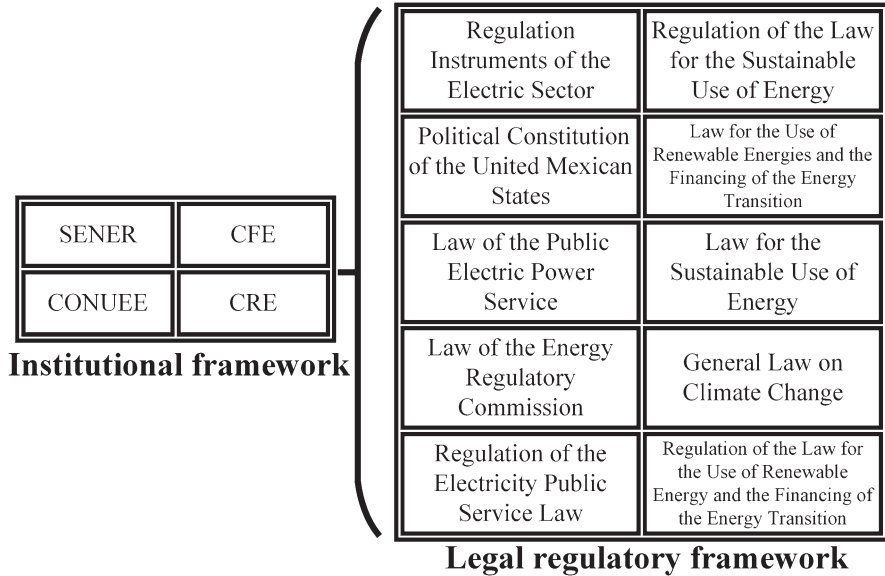 SENER
CFE
CONUEE
CRE
Institutional framework
Regulation
Instruments of the
Electric Sector
Regulation of the Law
for the Sustainable
Use of Energy
Political Constitution
of the United Mexican
States
Law for the Use of
Renewable Energies and the
Financing of the Energy
Transition
Law of the Public
Electric Power
Service
Law for the
Sustainable Use of
Energy
Law of the Energy
Regulatory
Commission
General Law on
Climate Change
Regulation of the
Electricity Public
Service Law
Regulation of the Law for
the Use of Renewable
Energy and the Financing of
the Energy Transition
Legal regulatory framework